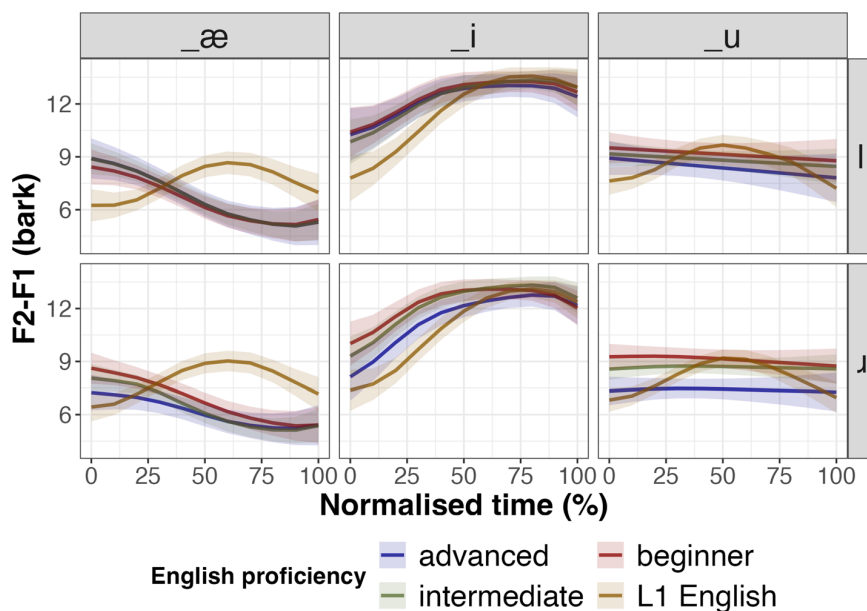 _æ _i _u
F2-F1 (bark)
12
9
6
l
12
9
6
ɹ
0 25 50 75 100 0 25 50 75 100 0 25 50 75 100
Normalised time (%)
English proficiency
advanced beginner
intermediate L1 English